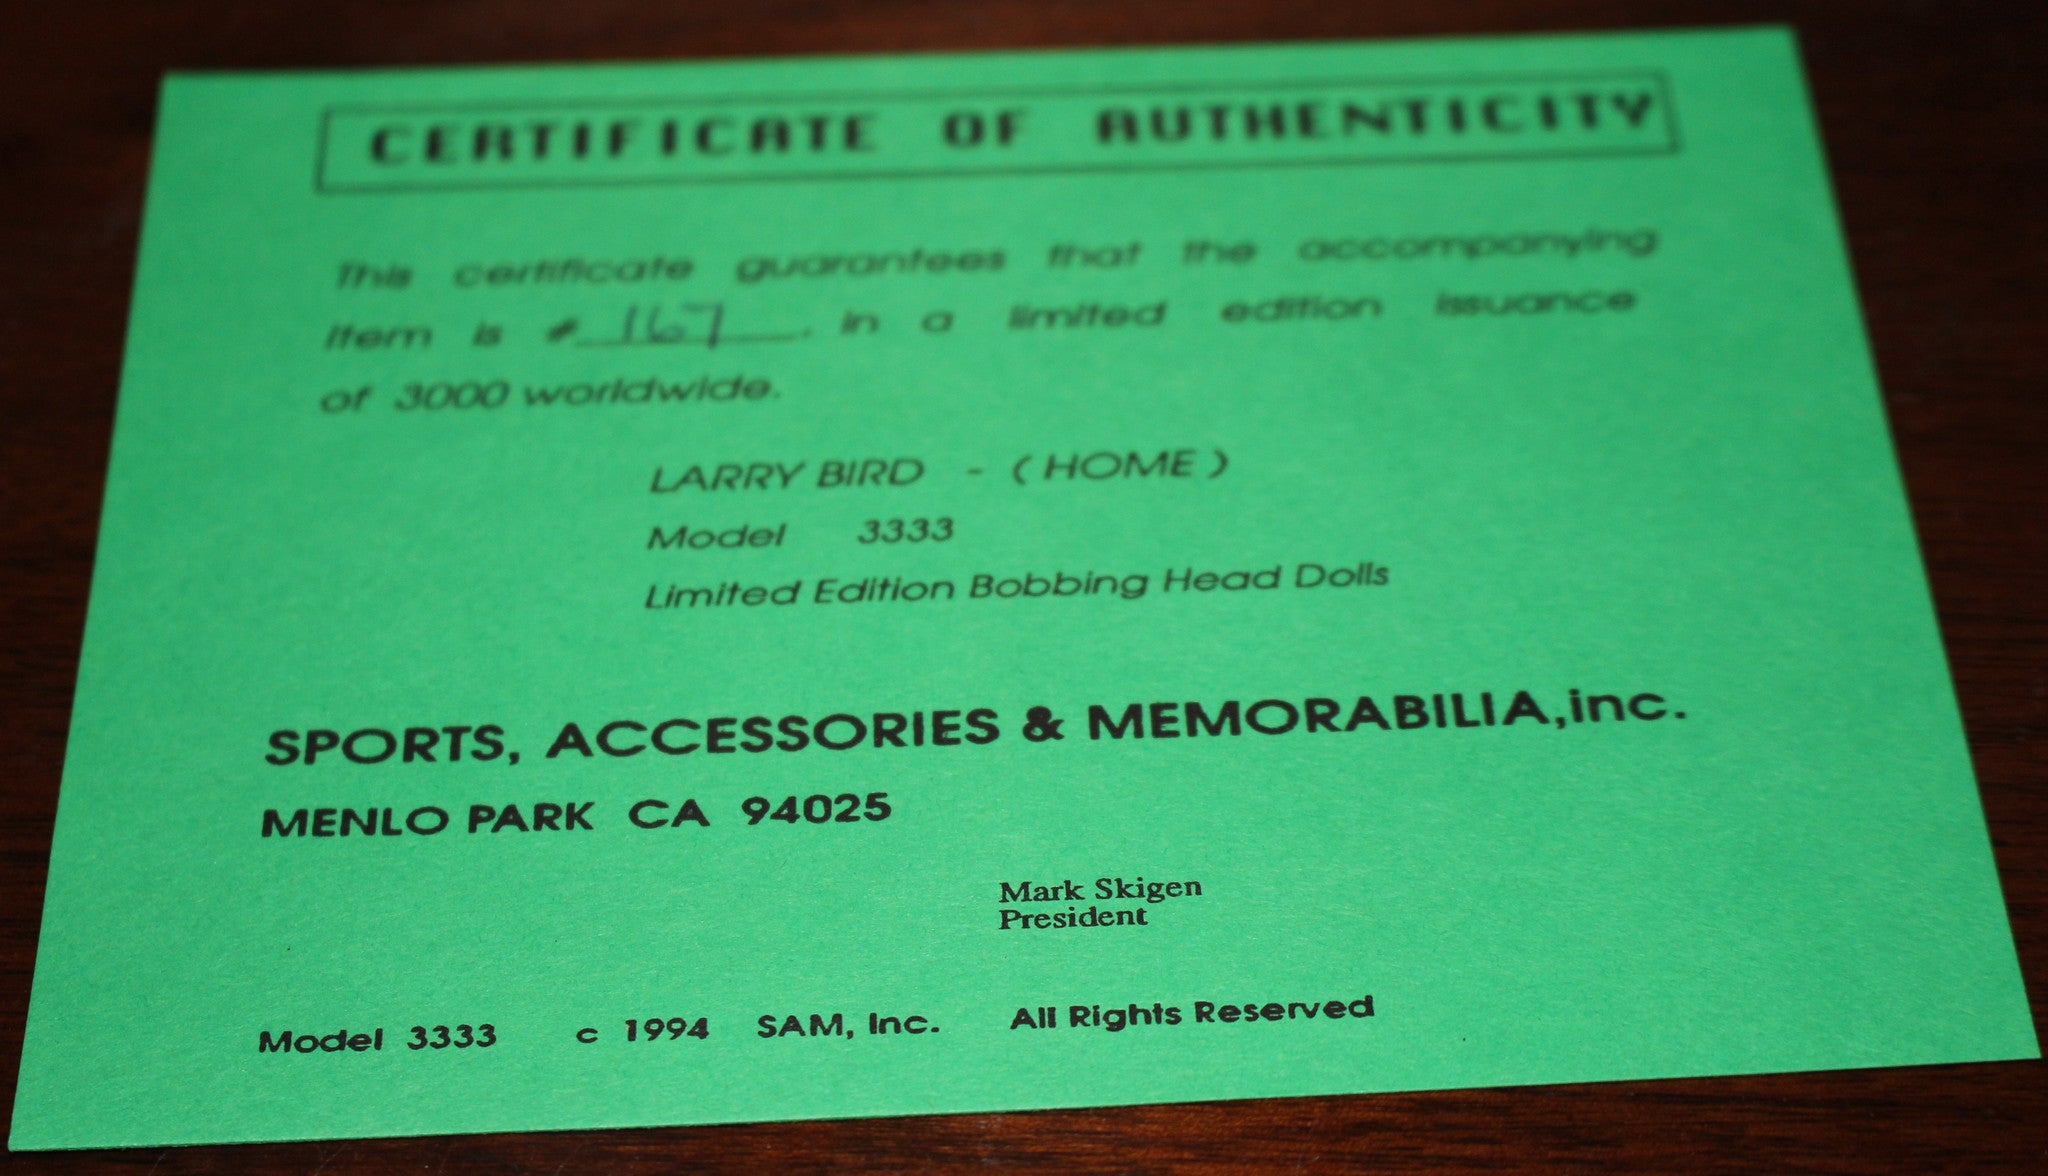 CERTIFICATE OF AUTHENTICITY
This certificate guarantees that the accompanying
item is # 167 . in a limited edition issuance
of 3000 worldwide.
LARRY BIRD - ( HOME )
Model 3333
Limited Edition Bobbing Head Dolls
SPORTS, ACCESSORIES & MEMORABILIA,inc.
MENLO PARK CA 94025
Mark Skigen
President
Model 3333 c 1994 SAM, Inc. All Rights Reserved